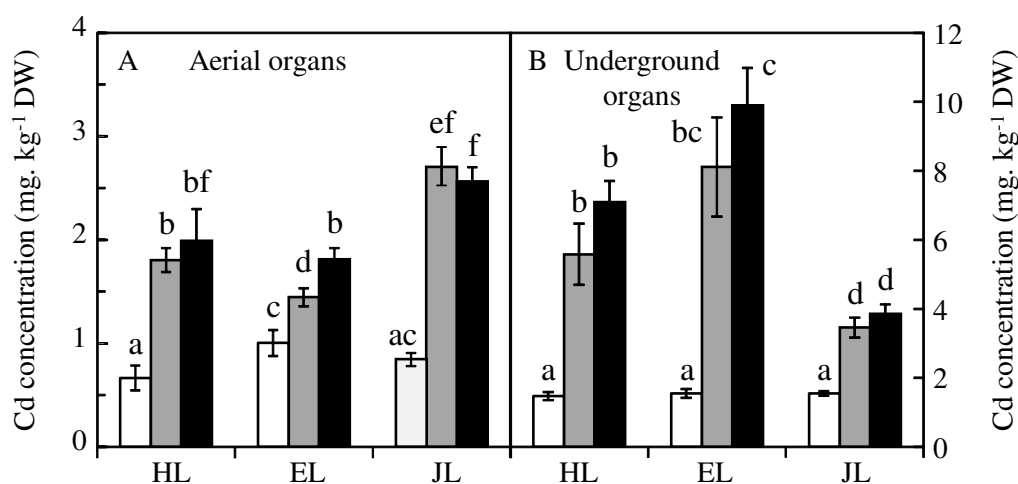 4
3
2
1
0
Cd concentration (mg. kg⁻¹ DW)
A Aerial organs
a
b
bf
c
d
b
ac
ef
f
HL EL JL
B Underground
organs
a
b
b
a
bc
c
a
d
d
HL EL JL
12
10
8
6
4
2
0
Cd concentration (mg. kg⁻¹ DW)